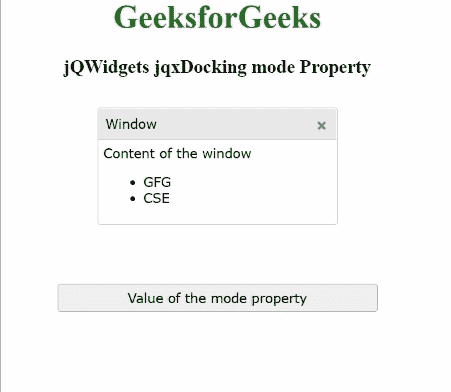 GeeksforGeeks
jQWidgets jqxDocking mode Property
Window
Content of the window
GFG
CSE
Value of the mode property